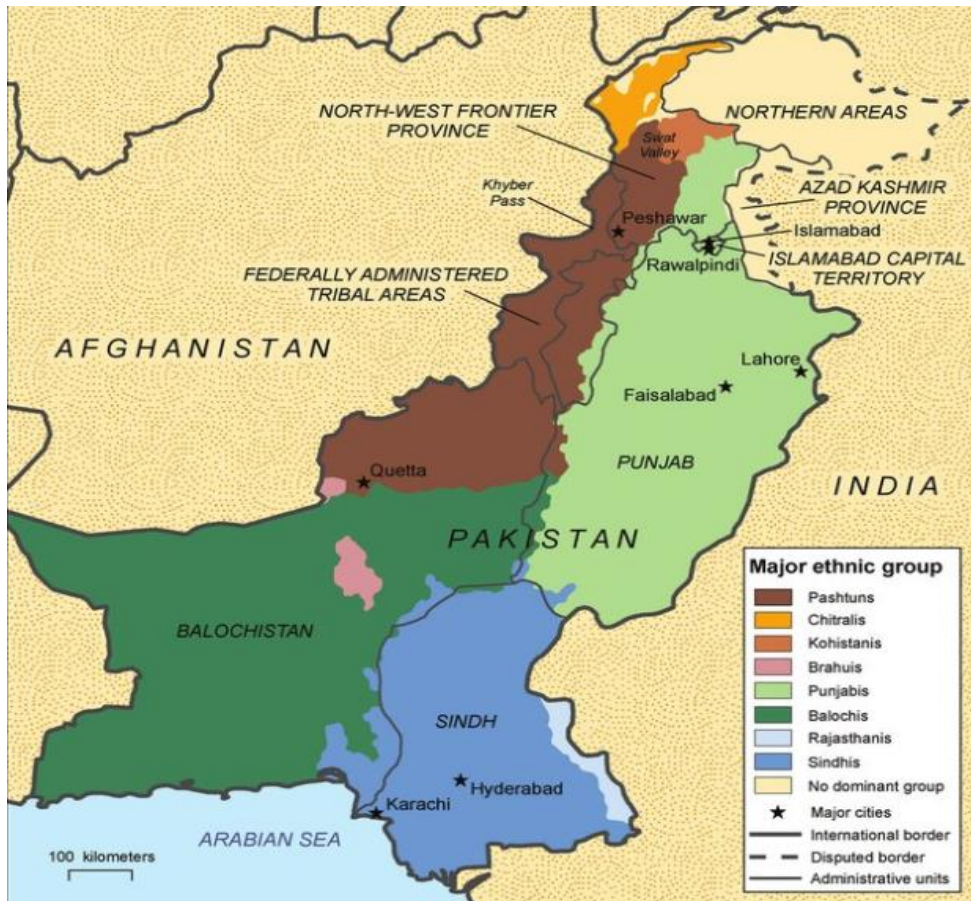 NORTH-WEST FRONTIER
PROVINCE
NORTHERN AREAS
Swat
Valley
Khyber
Pass
AZAD KASHMIR
PROVINCE
Peshawar
Islamabad
Rawalpindi
ISLAMABAD CAPITAL
TERRITORY
FEDERALLY ADMINISTERED
TRIBAL AREAS
AFGHANISTAN
Lahore
Faisalabad
Quetta
PUNJAB
INDIA
PAKISTAN
BALOCHISTAN
SINDH
Hyderabad
Karachi
ARABIAN SEA
100 kilometers
Major ethnic group
Pashtuns
Chitralis
Kohistanis
Brahuis
Punjabis
Balochis
Rajasthanis
Sindhis
No dominant group
Major cities
International border
Disputed border
Administrative units